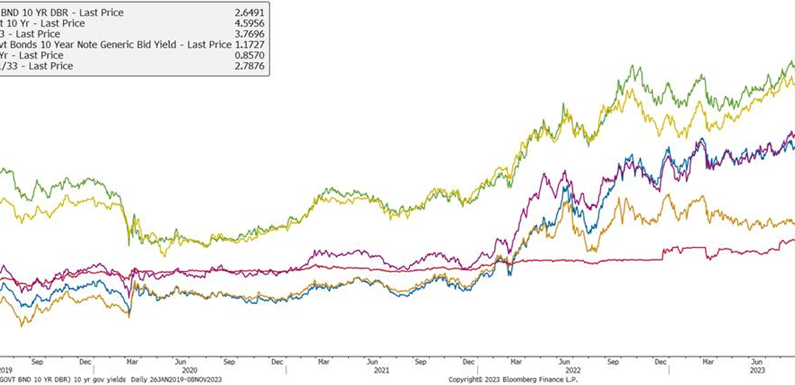 BND 10 YR DBR - Last Price 2.6491
t 10 Yr - Last Price 4.5956
3 - Last Price 3.7696
vt Bonds 10 Year Note Generic Bid Yield - Last Price 1.1727
Yr - Last Price 0.8570
/33 - Last Price 2.7876
Sep Dec Mar Jun Sep Dec Mar Jun Sep Dec Mar Jun Sep Dec Mar Jun
2019 2020 2021 2022 2023
GOVT BND 10 YR DBR) 10 yr gov yields Daily 26JAN2019-08NOV2023 Copyright© 2023 Bloomberg Finance L.P.